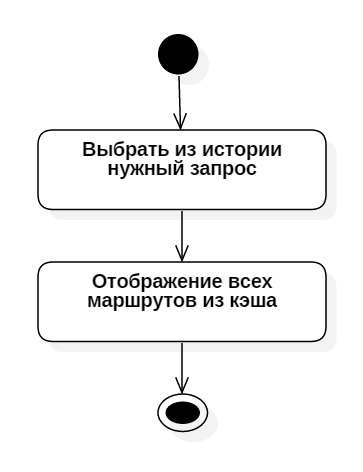 Выбрать из истории
нужный запрос
Отображение всех
маршрутов из кэша